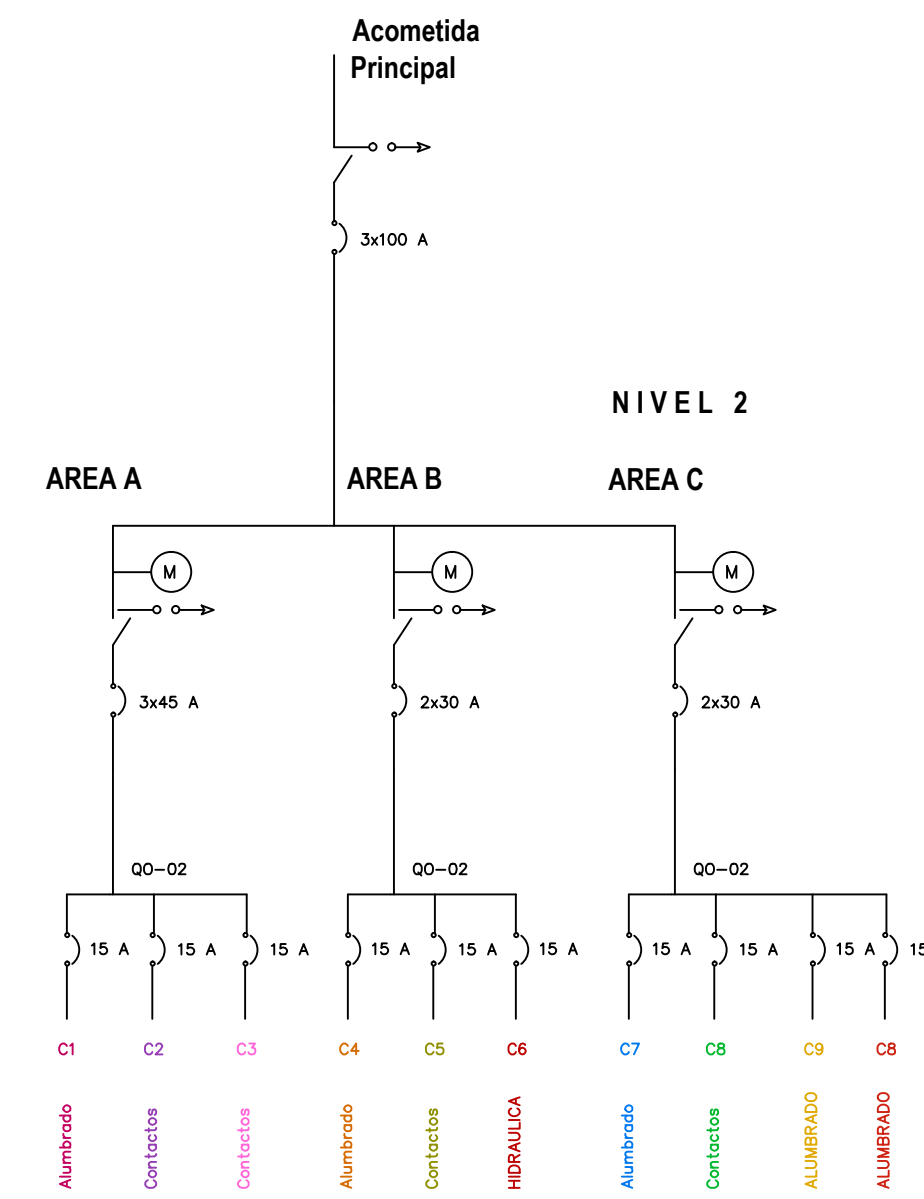 Acometida
Principal
3x100 A
NIVEL 2
AREA A
AREA B
AREA C
M
M
M
3x45 A
2x30 A
2x30 A
QO-02
QO-02
QO-02
15 A
15 A
15 A
15 A
15 A
15 A
15 A
15 A
15 A
15
C1
C2
C3
C4
C5
C6
C7
C8
C9
C8
Alumbrado
Contactos
Contactos
Alumbrado
Contactos
HIDRAULICA
Alumbrado
Contactos
ALUMBRADO
ALUMBRADO